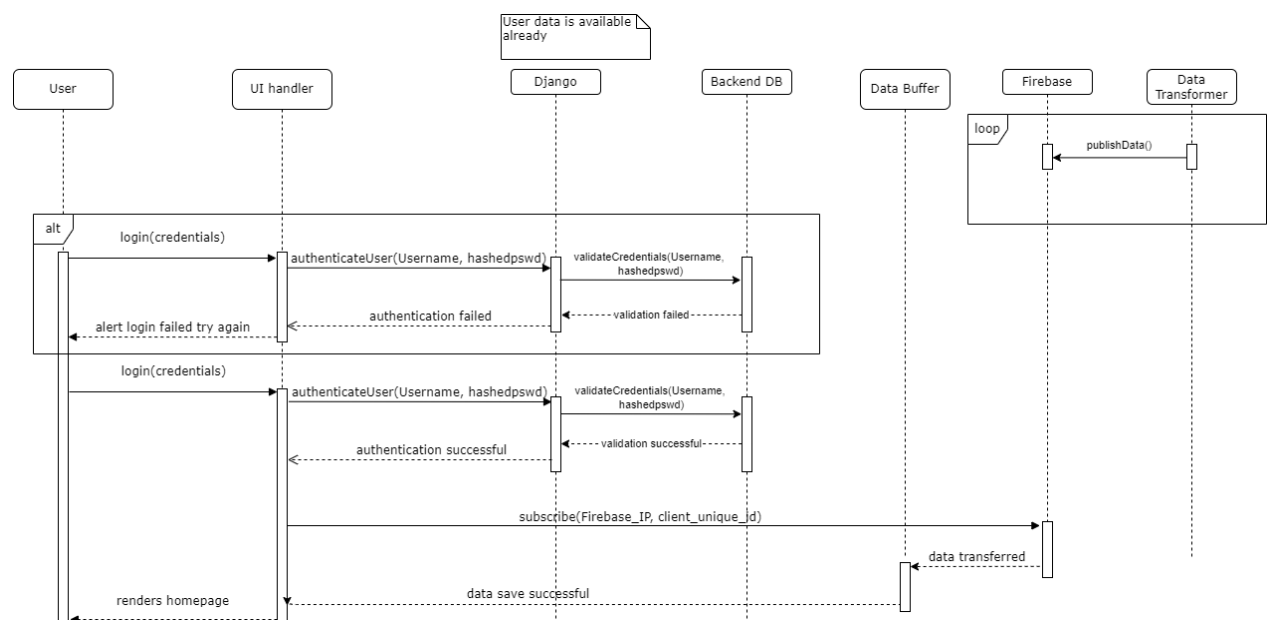 User data is available
already
User
UI handler
Django
Backend DB
Data Buffer
Firebase
Data
Transformer
loop
publishData()
alt
login(credentials)
authenticateUser(Username, hashedpswd)
validateCredentials(Username,
hashedpswd)
validation failed
authentication failed
alert login failed try again
login(credentials)
authenticateUser(Username, hashedpswd)
validateCredentials(Username,
hashedpswd)
validation successful
authentication successful
subscribe(Firebase_IP, client_unique_id)
data transferred
data save successful
renders homepage